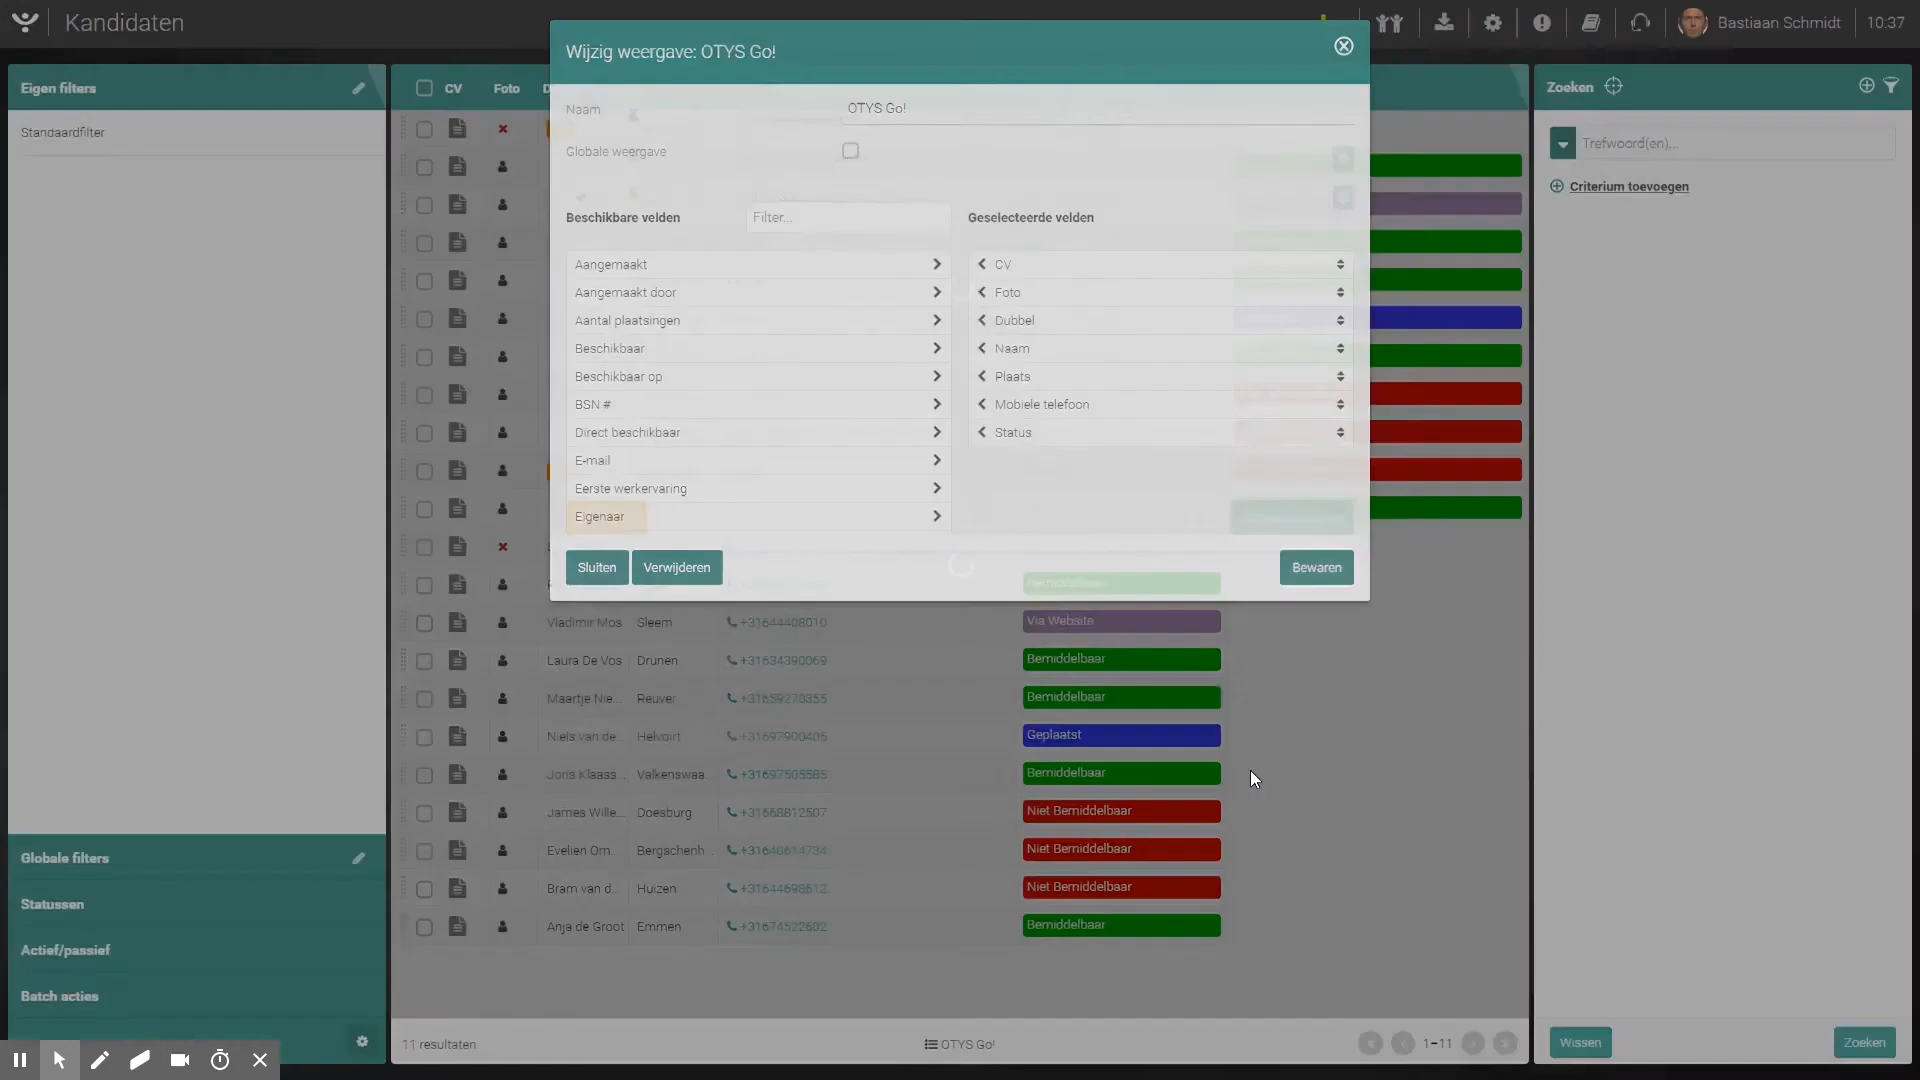 Kandidaten
Bastiaan Schmidt
10:37
Wijzig weergave: OTYS Go!
Naam
OTYS Go!
Globale weergave
Beschikbare velden
Filter...
Geselecteerde velden
Aangemaakt
Aangemaakt door
Aantal plaatsingen
Beschikbaar
Beschikbaar op
BSN #
Direct beschikbaar
E-mail
Eerste werkervaring
Eigenaar
CV
Foto
Dubbel
Naam
Plaats
Mobiele telefoon
Status
Sluiten
Verwijderen
Bewaren
Eigen filters
Standaardfilter
Globale filters
Statussen
Actief/passief
Batch acties
CV Foto D
Bemiddelbaar
Vladimir Mos Sleem +31644408010 Via Website
Laura De Vos Drunen +31634390069 Bemiddelbaar
Maartje Nie... Reuver +31659270355 Bemiddelbaar
Niels van de... Helvoirt +31697900405 Geplaatst
Joris Klaass... Valkenswaa... +31697505585 Bemiddelbaar
James Wille... Doesburg +31668812507 Niet Bemiddelbaar
Evelien Om... Bergschenh... +31640614734 Niet Bemiddelbaar
Bram van d... Huizen +31644698612 Niet Bemiddelbaar
Anja de Groot Emmen +31674522602 Bemiddelbaar
11 resultaten
OTYS Go!
1–11
Zoeken
Trefwoord(en)...
Criterium toevoegen
Wissen
Zoeken